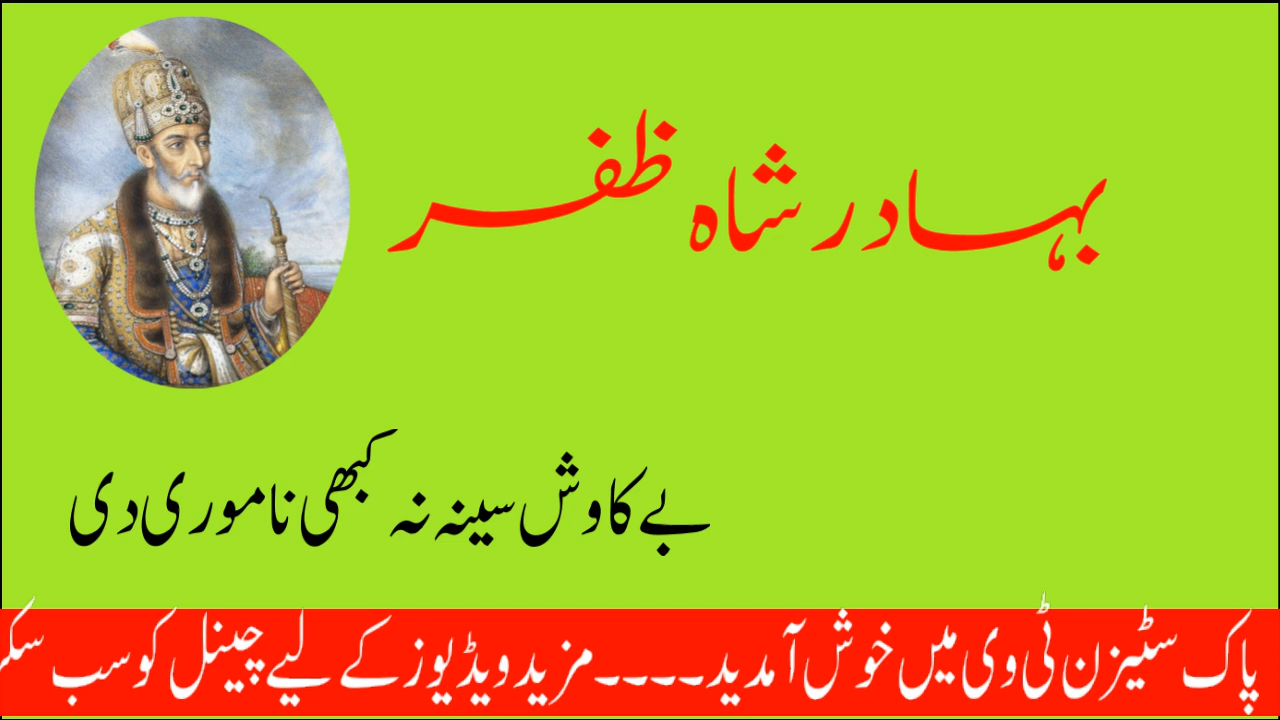 بہادر شاہ ظفر
بے کاوش سینہ نہ کبھی ناموری دی
پاک سٹیزن ٹی وی میں خوش آمدید۔۔۔۔مزید ویڈیوز کے لیے چینل کو سب سکر